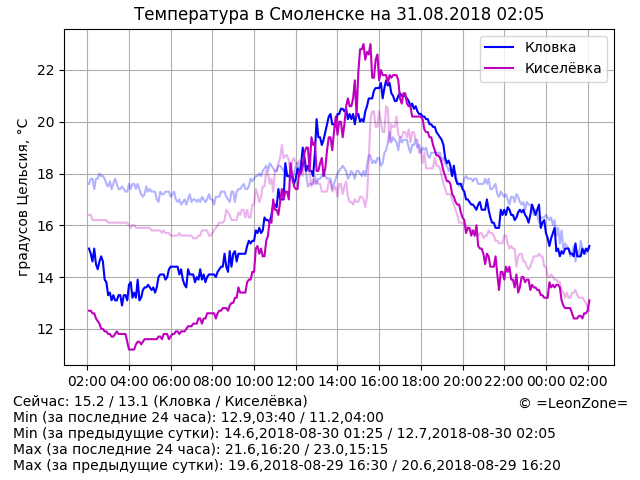 Температура в Смоленске на 31.08.2018 02:05
Кловка
Киселёвка
градусов Цельсия, °C
22
20
18
16
14
12
02:00 04:00 06:00 08:00 10:00 12:00 14:00 16:00 18:00 20:00 22:00 00:00 02:00
Сейчас: 15.2 / 13.1 (Кловка / Киселёвка)
© =LeonZone=
Min (за последние 24 часа): 12.9,03:40 / 11.2,04:00
Min (за предыдущие сутки): 14.6,2018-08-30 01:25 / 12.7,2018-08-30 02:05
Max (за последние 24 часа): 21.6,16:20 / 23.0,15:15
Max (за предыдущие сутки): 19.6,2018-08-29 16:30 / 20.6,2018-08-29 16:20